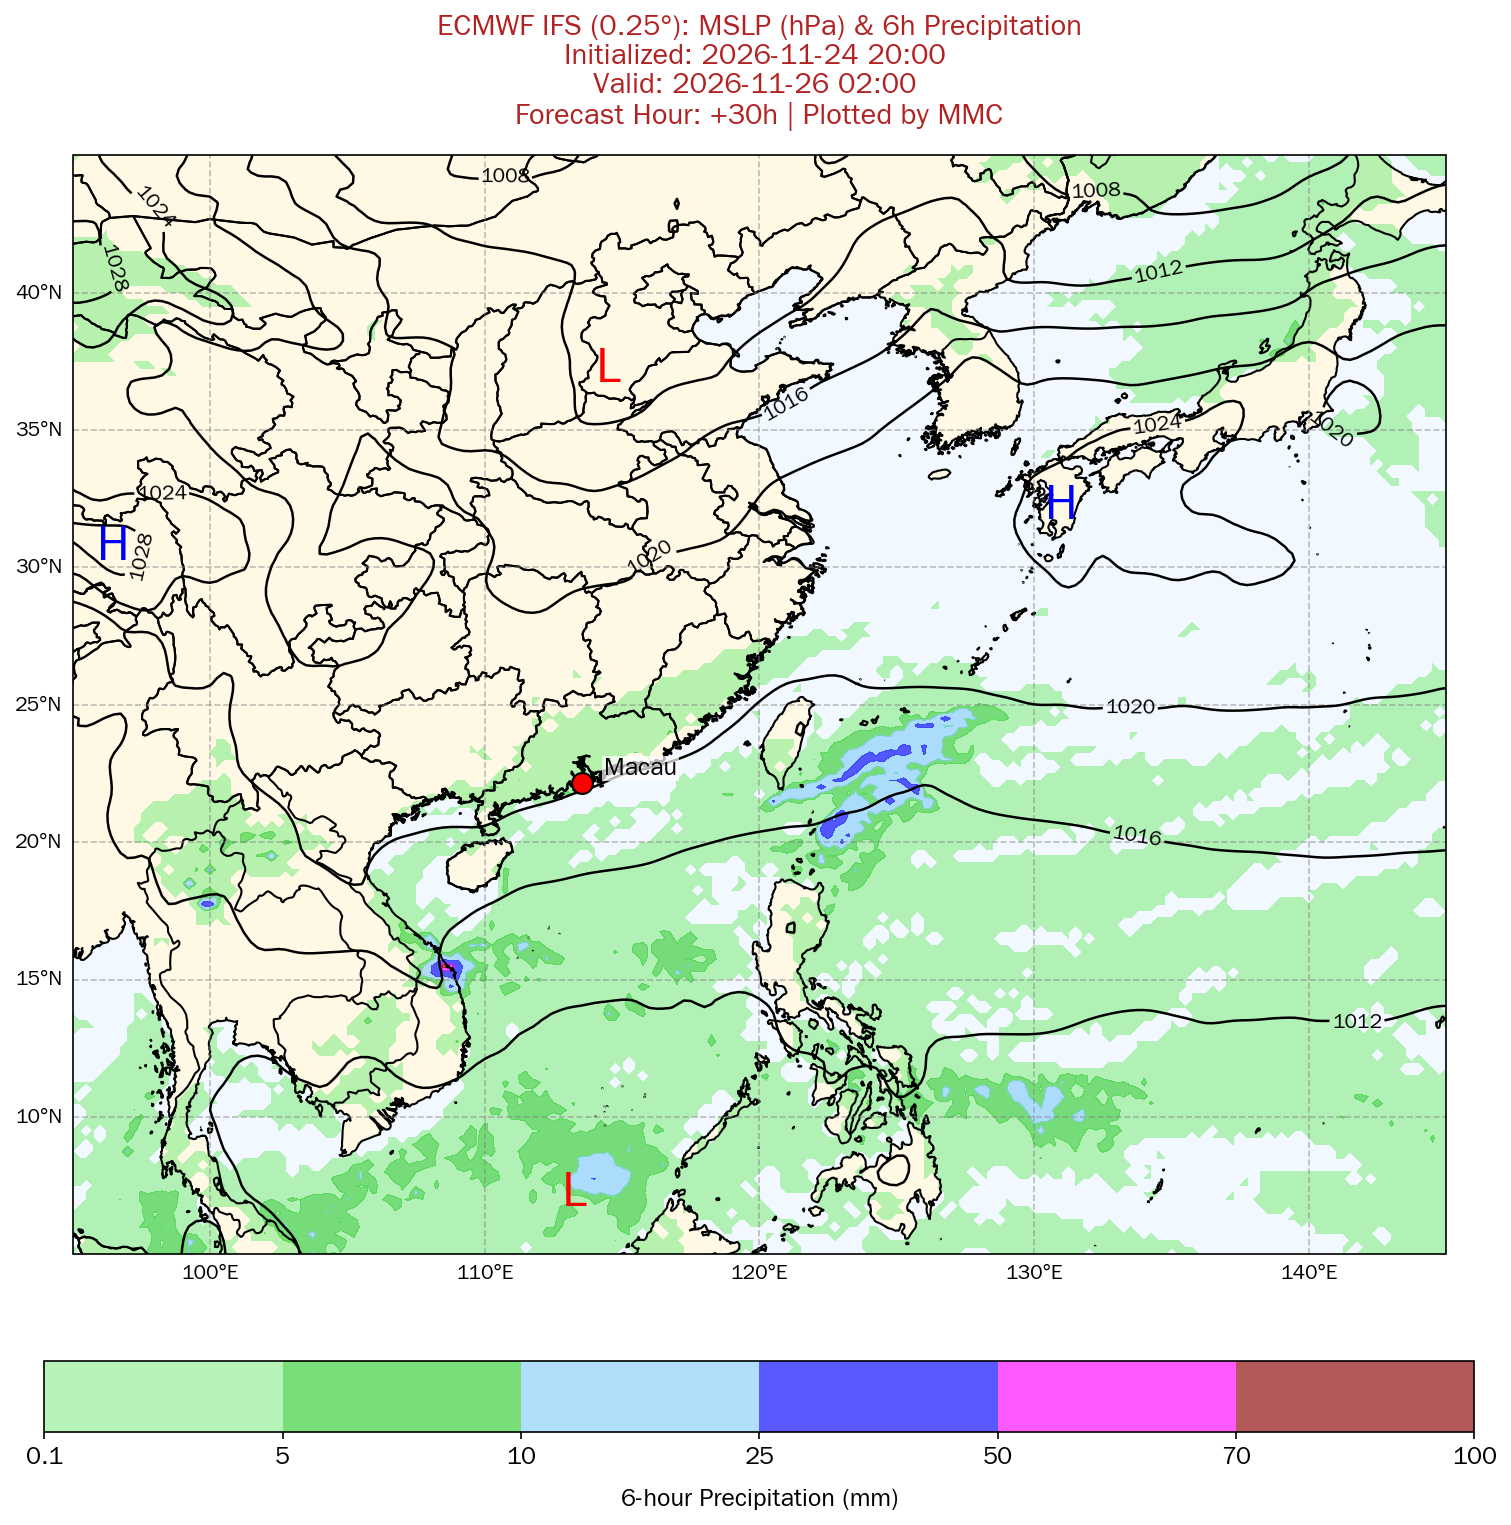 ECMWF IFS (0.25°): MSLP (hPa) & 6h Precipitation
Initialized: 2026-11-24 20:00
Valid: 2026-11-26 02:00
Forecast Hour: +30h | Plotted by MMC
1008
1008
1024
1012
1028
40°N
L
1016
35°N
1024
1020
1024
H
H
1028
1020
30°N
25°N
1020
Macau
20°N
1016
15°N
1012
10°N
L
100°E 110°E 120°E 130°E 140°E
0.1 5 10 25 50 70 100
6-hour Precipitation (mm)